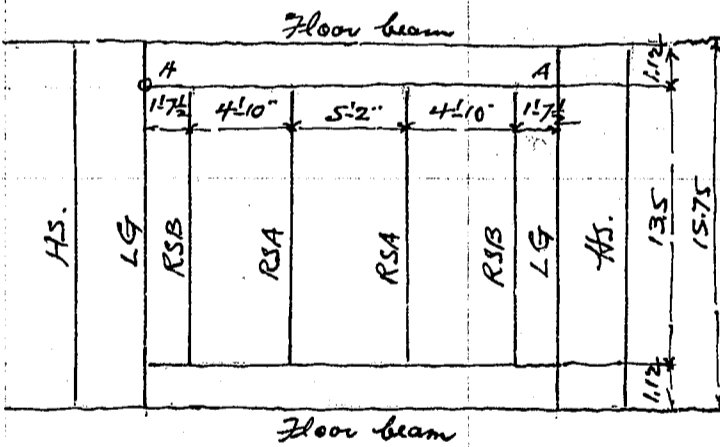 Floor beam
A A
1'-7½ 4'-10" 5'-2" 4'-10" 1'-7½
HS. LG RSB RSA RSA RSB LG HS.
1.12
13.5
15.75
1.12
Floor beam